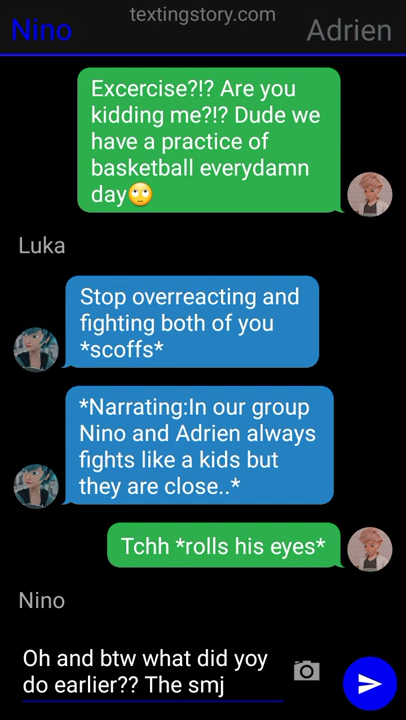 textingstory.com
Nino
Adrien
Excercise?!? Are you
kidding me?!? Dude we
have a practice of
basketball everydamn
day🙄
Luka
Stop overreacting and
fighting both of you
*scoffs*
*Narrating:In our group
Nino and Adrien always
fights like a kids but
they are close..*
Tchh *rolls his eyes*
Nino
Oh and btw what did yoy
do earlier?? The smj